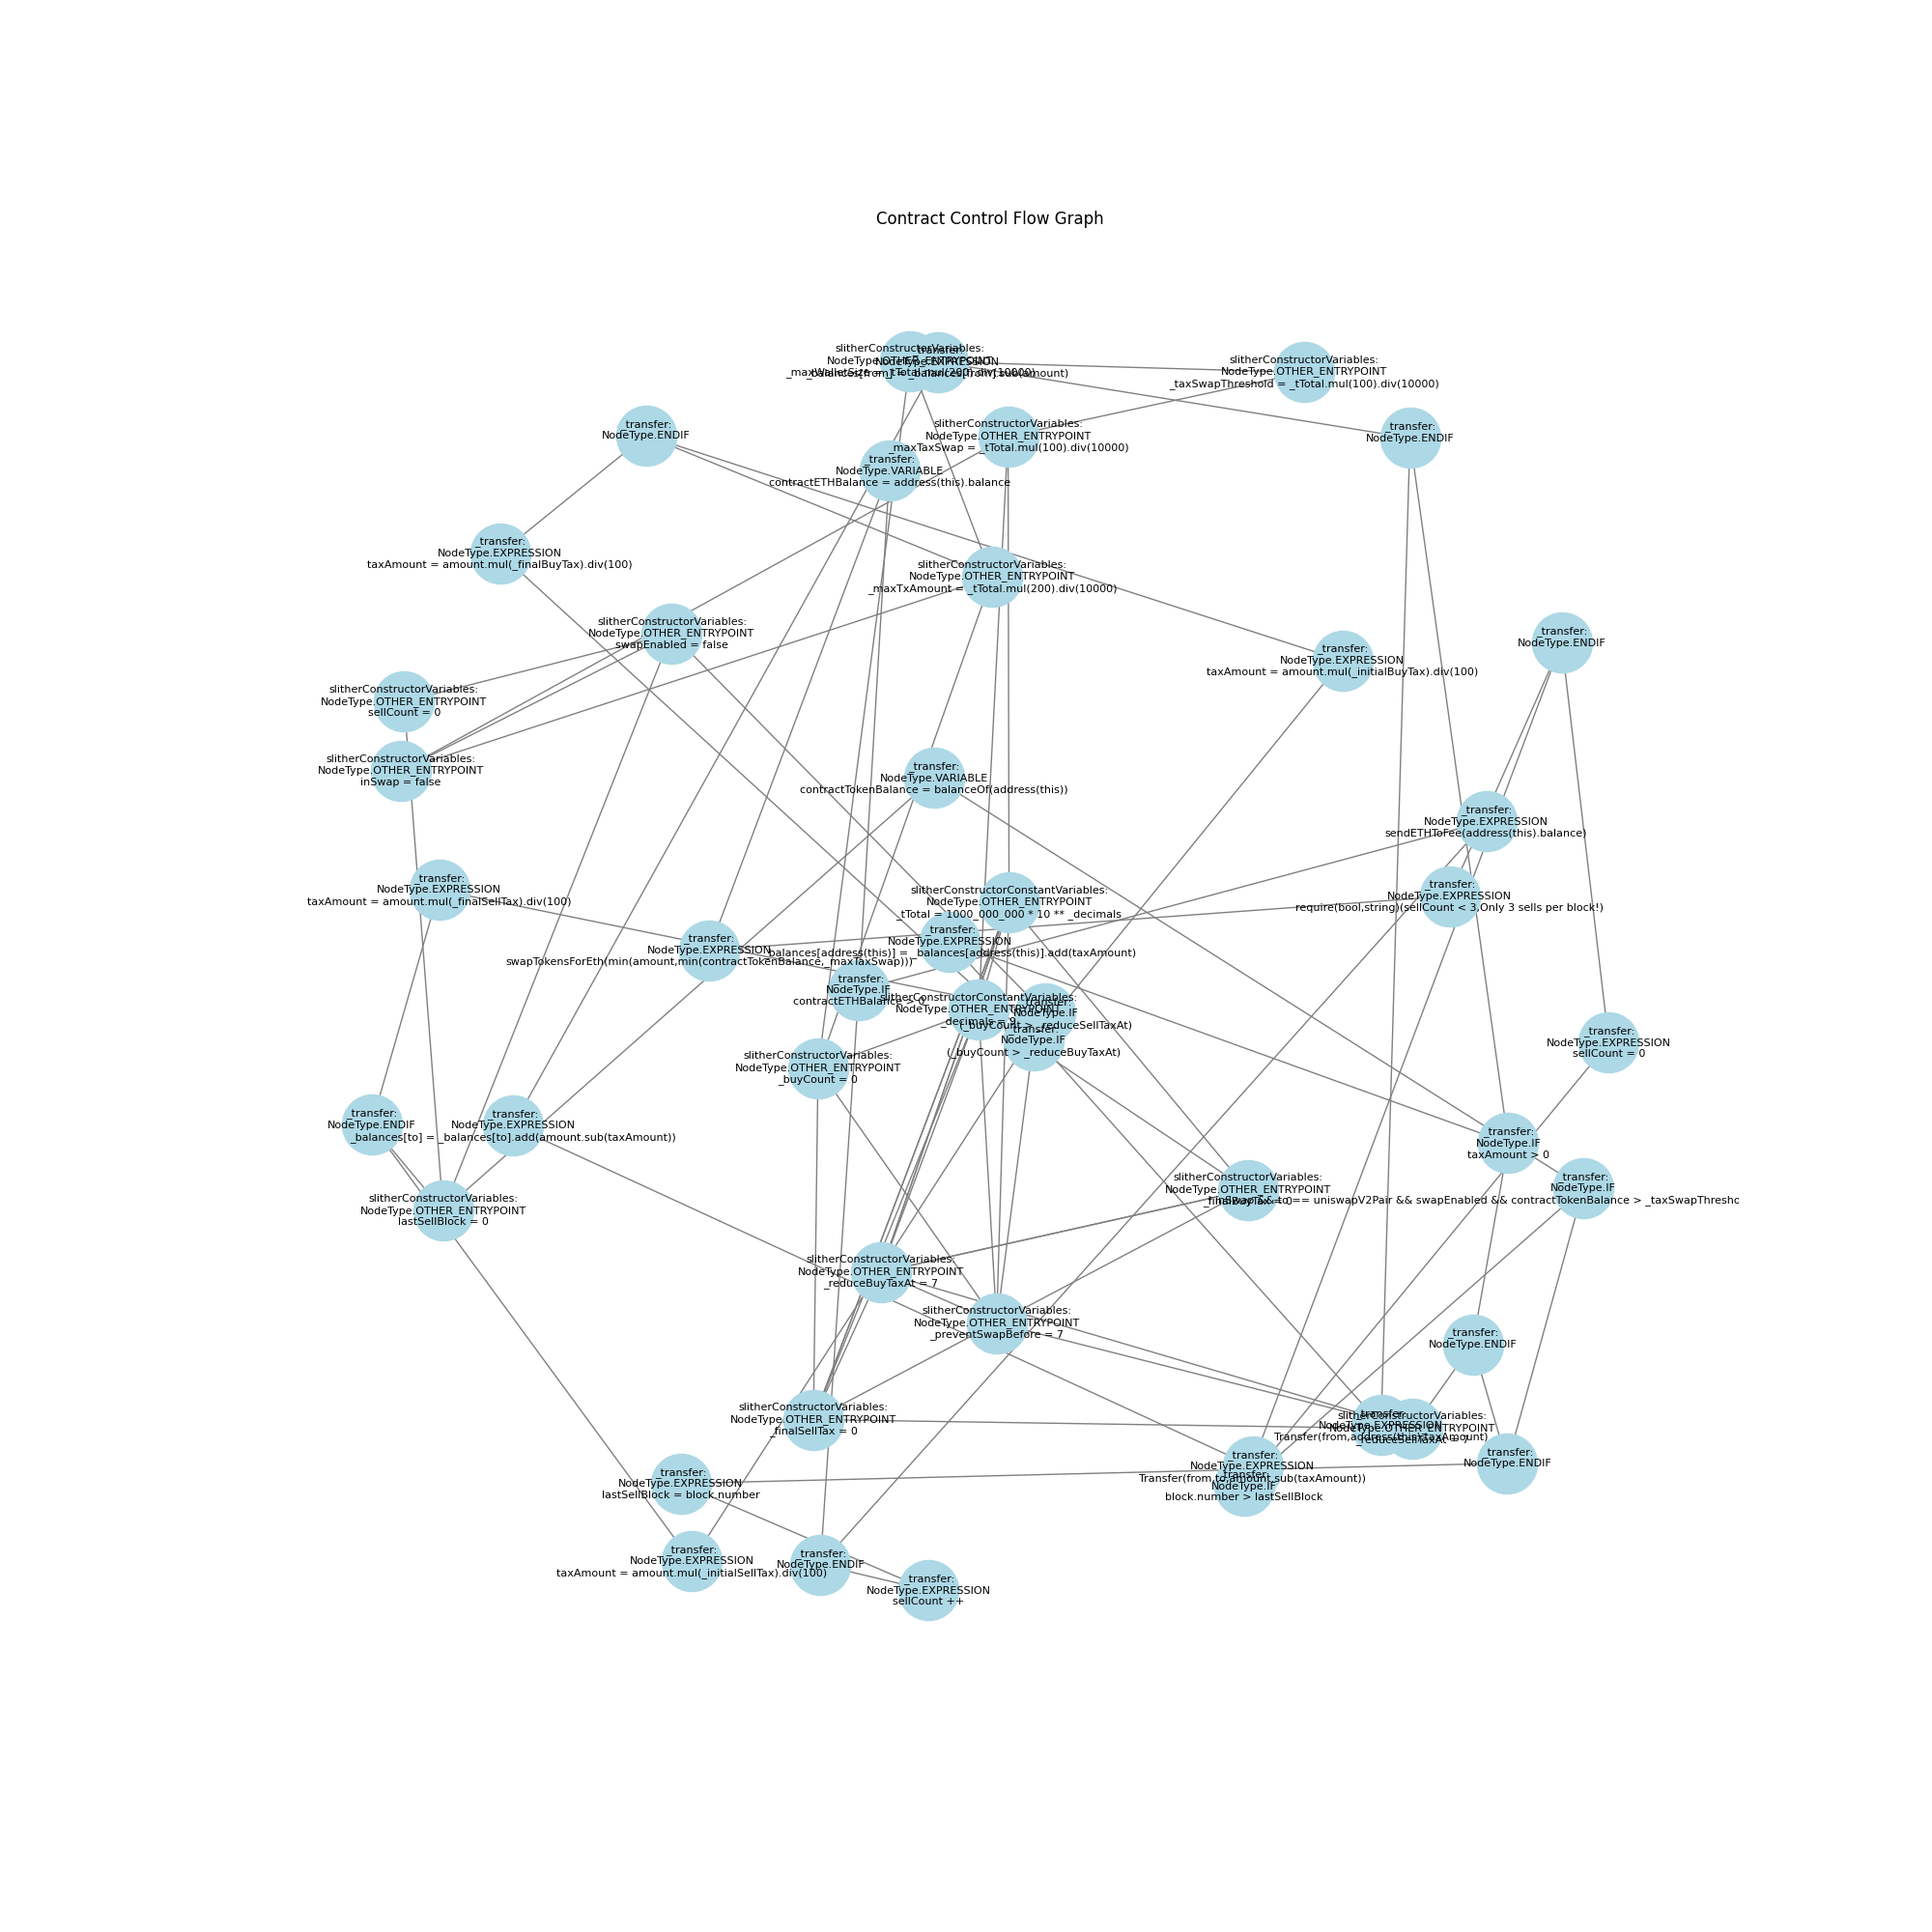 Contract Control Flow Graph
slitherConstructorVariables:
NodeType.OTHER_ENTRYPOINT
_maxWalletSize = _tTotal.mul(200).div(10000)
_transfer:
NodeType.EXPRESSION
_balances[from] = _balances[from].sub(amount)
slitherConstructorVariables:
NodeType.OTHER_ENTRYPOINT
_taxSwapThreshold = _tTotal.mul(100).div(10000)
_transfer:
NodeType.ENDIF
slitherConstructorVariables:
NodeType.OTHER_ENTRYPOINT
_maxTaxSwap = _tTotal.mul(100).div(10000)
_transfer:
NodeType.ENDIF
_transfer:
NodeType.VARIABLE
contractETHBalance = address(this).balance
_transfer:
NodeType.EXPRESSION
taxAmount = amount.mul(_finalBuyTax).div(100)
slitherConstructorVariables:
NodeType.OTHER_ENTRYPOINT
_maxTxAmount = _tTotal.mul(200).div(10000)
slitherConstructorVariables:
NodeType.OTHER_ENTRYPOINT
swapEnabled = false
_transfer:
NodeType.ENDIF
_transfer:
NodeType.EXPRESSION
taxAmount = amount.mul(_initialBuyTax).div(100)
slitherConstructorVariables:
NodeType.OTHER_ENTRYPOINT
sellCount = 0
slitherConstructorVariables:
NodeType.OTHER_ENTRYPOINT
inSwap = false
_transfer:
NodeType.VARIABLE
contractTokenBalance = balanceOf(address(this))
_transfer:
NodeType.EXPRESSION
sendETHToFee(address(this).balance)
_transfer:
NodeType.EXPRESSION
taxAmount = amount.mul(_finalSellTax).div(100)
slitherConstructorConstantVariables:
NodeType.OTHER_ENTRYPOINT
_tTotal = 1000_000_000 * 10 ** _decimals
_transfer:
NodeType.EXPRESSION
require(bool,string)(sellCount < 3,Only 3 sells per block!)
_transfer:
NodeType.EXPRESSION
_balances[address(this)] = _balances[address(this)].add(taxAmount)
_transfer:
NodeType.EXPRESSION
swapTokensForEth(min(amount,min(contractTokenBalance,_maxTaxSwap)))
_transfer:
NodeType.IF
contractETHBalance > 0
slitherConstructorConstantVariables:
NodeType.OTHER_ENTRYPOINT
_decimals = 9
_transfer:
NodeType.IF
(_buyCount > _reduceSellTaxAt)
_transfer:
NodeType.IF
(_buyCount > _reduceBuyTaxAt)
_transfer:
NodeType.EXPRESSION
sellCount = 0
slitherConstructorVariables:
NodeType.OTHER_ENTRYPOINT
_buyCount = 0
_transfer:
NodeType.ENDIF
_transfer:
NodeType.EXPRESSION
_balances[to] = _balances[to].add(amount.sub(taxAmount))
_transfer:
NodeType.IF
taxAmount > 0
slitherConstructorVariables:
NodeType.OTHER_ENTRYPOINT
_finalBuyTax = 0
_transfer:
NodeType.IF
&& to == uniswapV2Pair && swapEnabled && contractTokenBalance > _taxSwapThresho
slitherConstructorVariables:
NodeType.OTHER_ENTRYPOINT
lastSellBlock = 0
slitherConstructorVariables:
NodeType.OTHER_ENTRYPOINT
_reduceBuyTaxAt = 7
slitherConstructorVariables:
NodeType.OTHER_ENTRYPOINT
_preventSwapBefore = 7
_transfer:
NodeType.ENDIF
slitherConstructorVariables:
NodeType.OTHER_ENTRYPOINT
_finalSellTax = 0
_transfer:
NodeType.EXPRESSION
Transfer(from,address(this),taxAmount)
slitherConstructorVariables:
NodeType.OTHER_ENTRYPOINT
_reduceSellTaxAt = 7
_transfer:
NodeType.EXPRESSION
Transfer(from,to,amount.sub(taxAmount))
_transfer:
NodeType.IF
block.number > lastSellBlock
_transfer:
NodeType.ENDIF
_transfer:
NodeType.EXPRESSION
lastSellBlock = block.number
_transfer:
NodeType.EXPRESSION
taxAmount = amount.mul(_initialSellTax).div(100)
_transfer:
NodeType.ENDIF
_transfer:
NodeType.EXPRESSION
sellCount ++